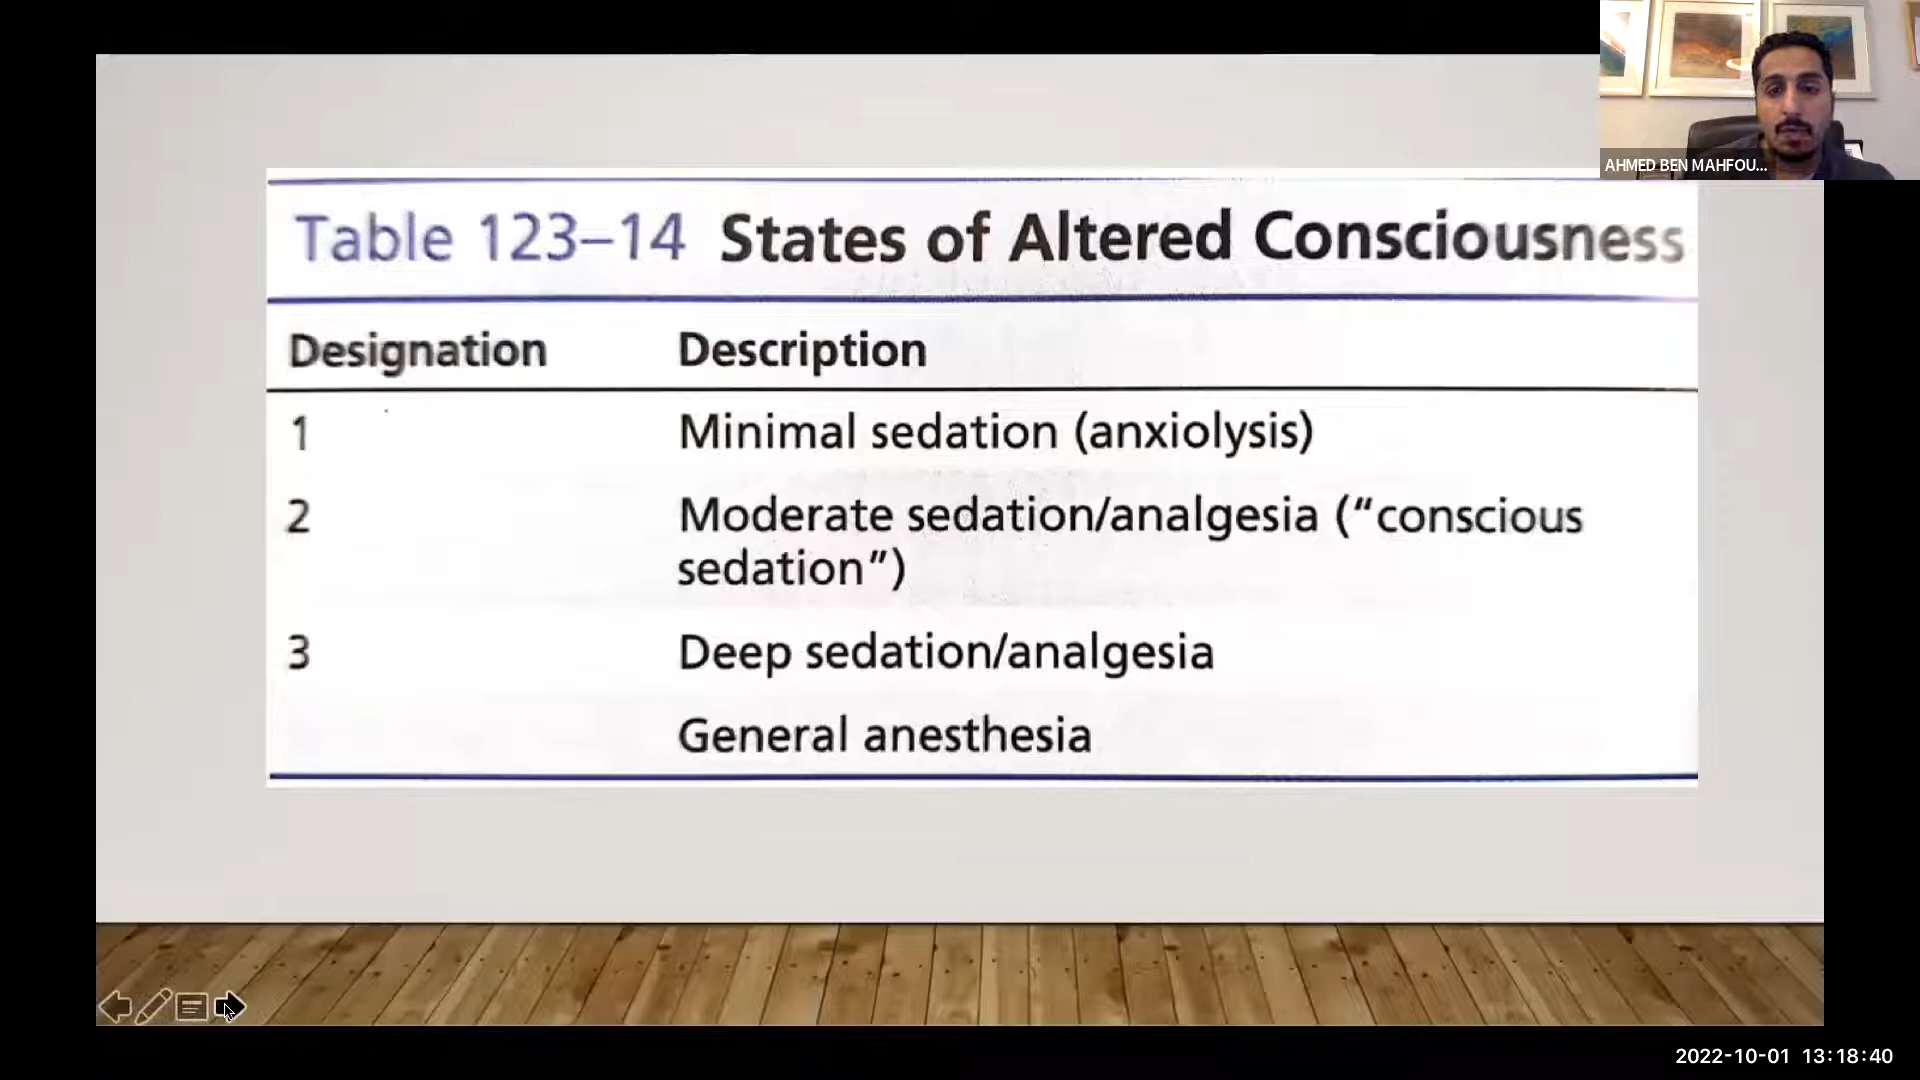 AHMED BEN MAHFOU...
Table 123–14 States of Altered Consciousness
Designation Description
1 Minimal sedation (anxiolysis)
2 Moderate sedation/analgesia (“conscious
sedation”)
3 Deep sedation/analgesia
General anesthesia
2022-10-01 13:18:40